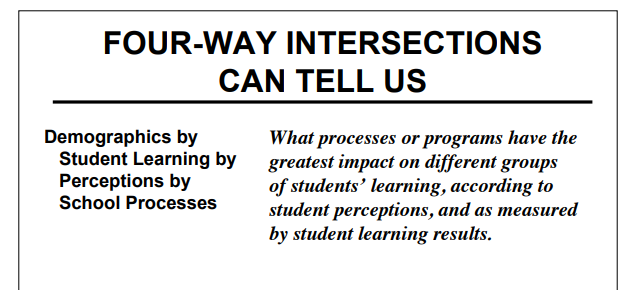 FOUR-WAY INTERSECTIONS
CAN TELL US
Demographics by
Student Learning by
Perceptions by
School Processes
What processes or programs have the
greatest impact on different groups
of students' learning, according to
student perceptions, and as measured
by student learning results.